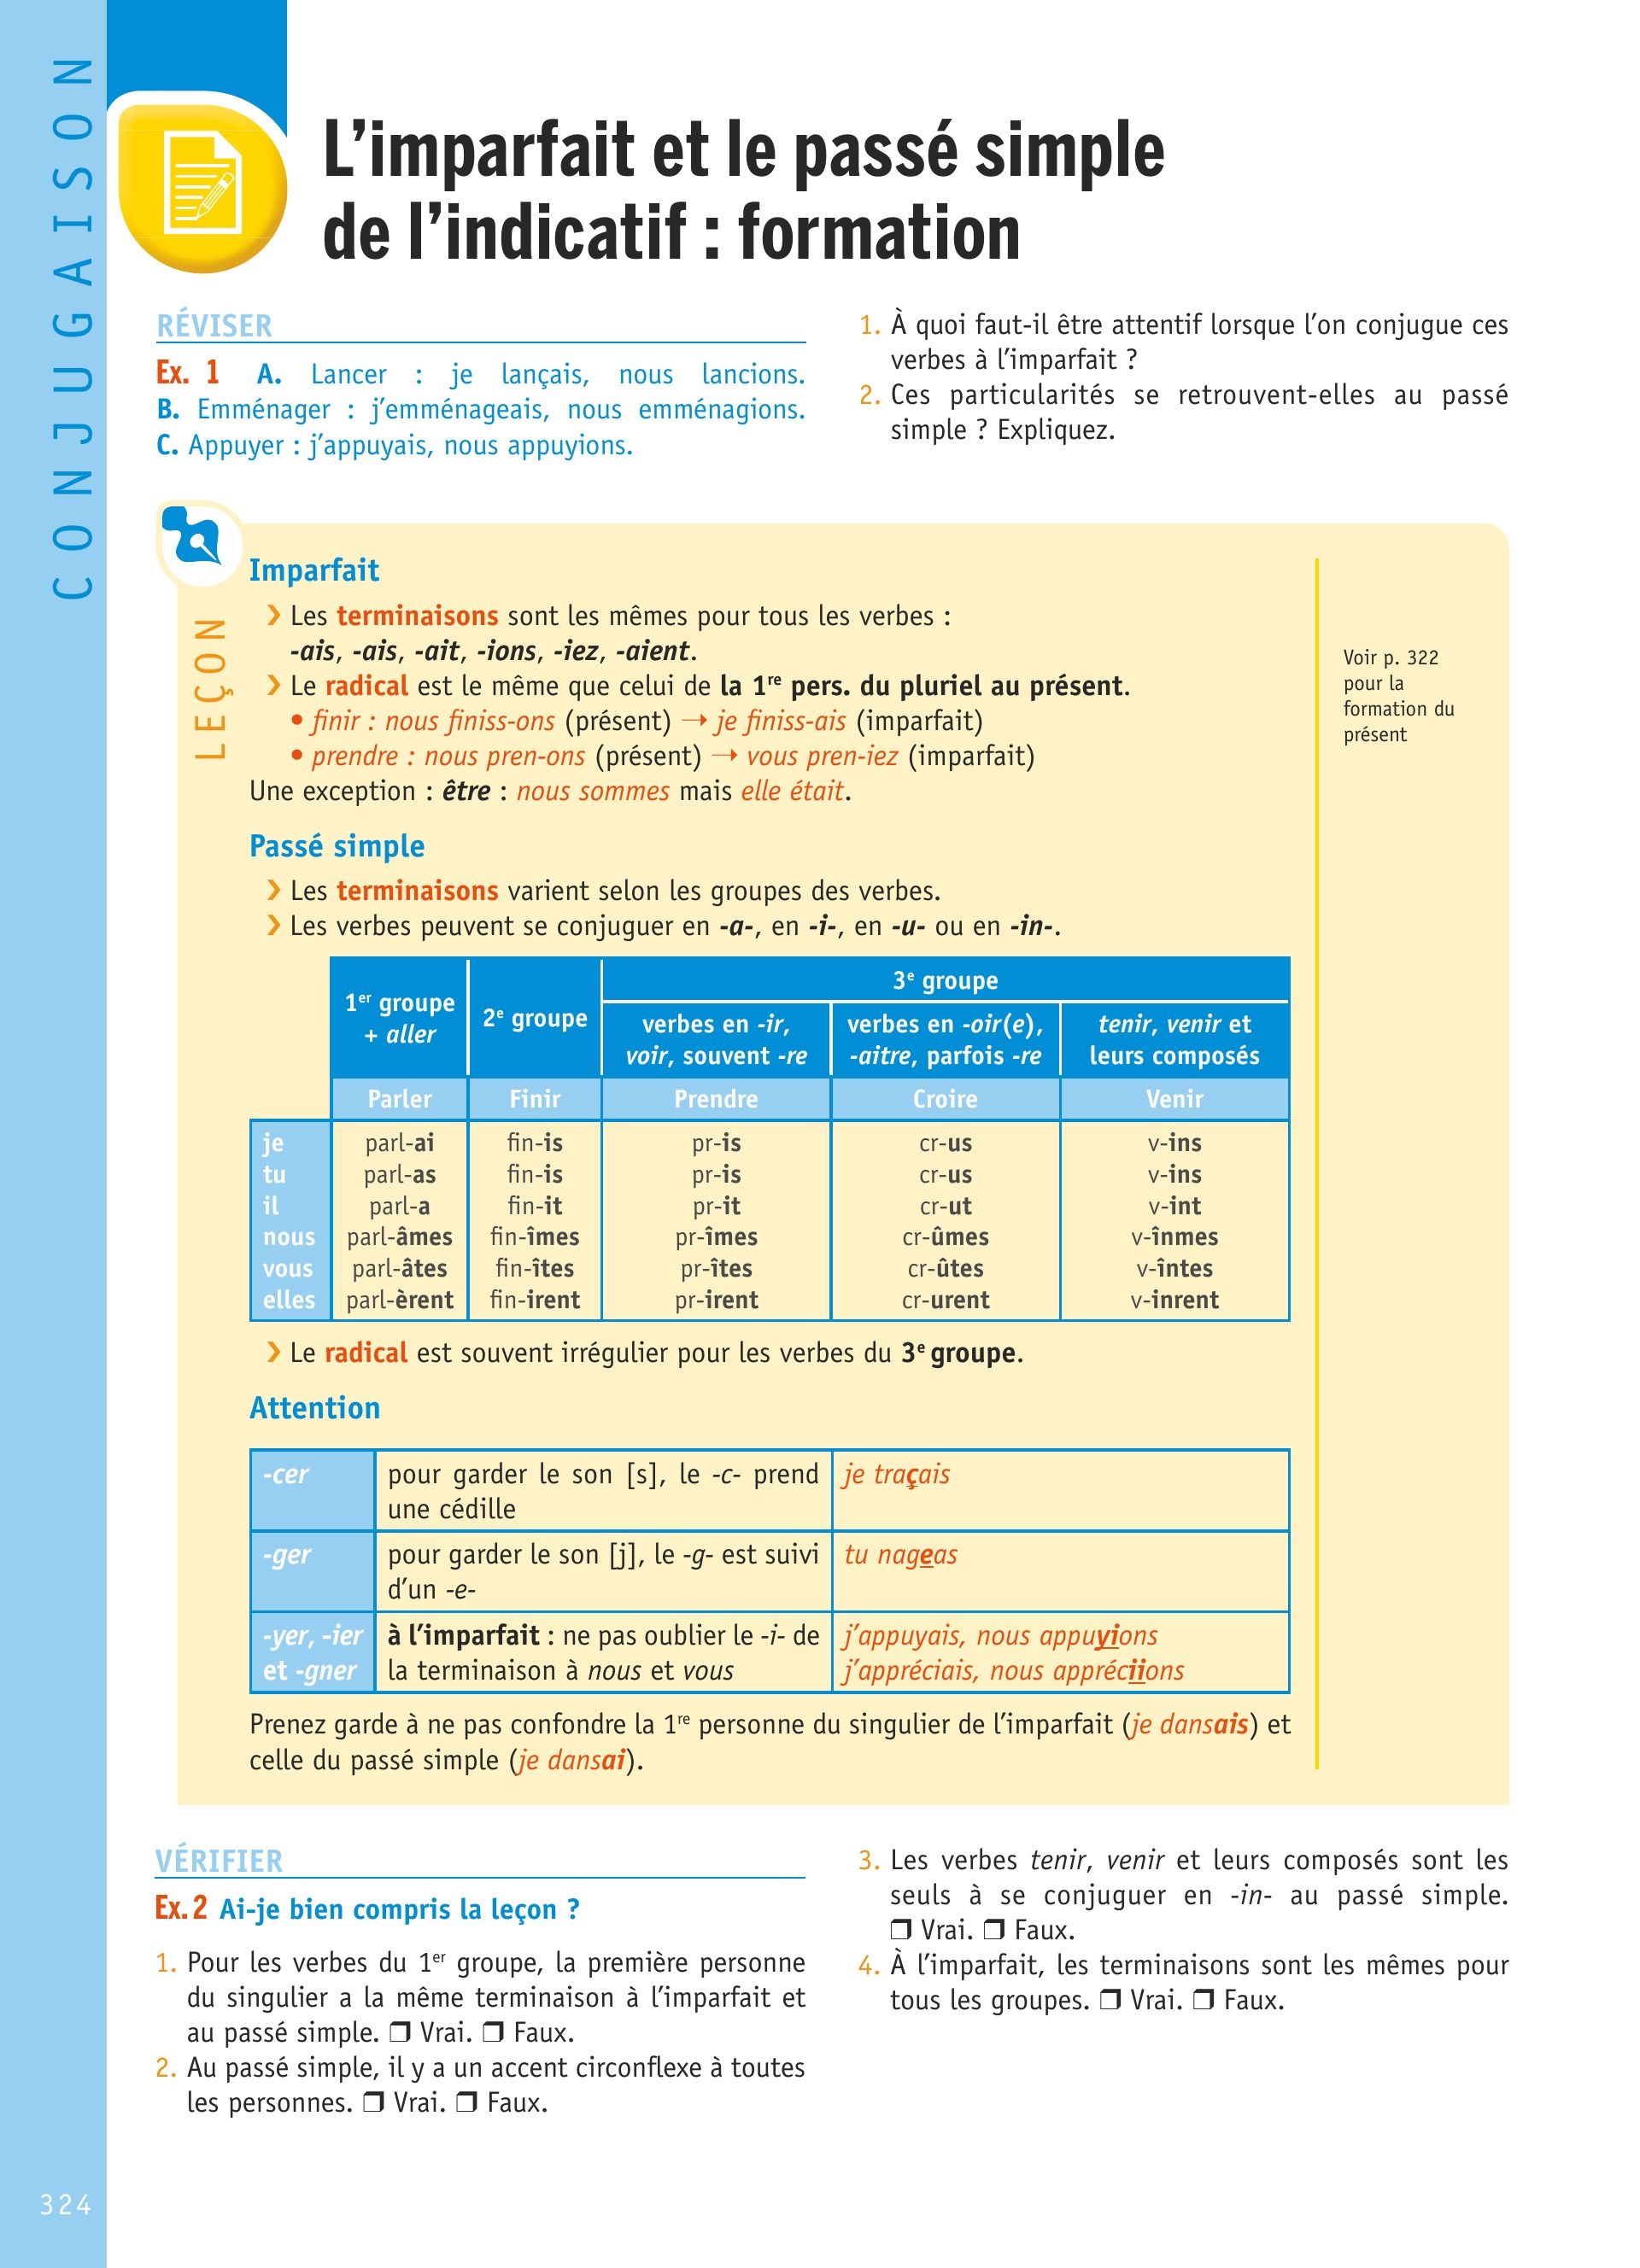 CONJUGAISON
L’imparfait et le passé simple
de l’indicatif : formation
RÉVISER
Ex. 1 A. Lancer : je lançais, nous lancions.
B. Emménager : j’emménageais, nous emménagions.
C. Appuyer : j’appuyais, nous appuyions.
1. À quoi faut-il être attentif lorsque l’on conjugue ces
verbes à l’imparfait ?
2. Ces particularités se retrouvent-elles au passé
simple ? Expliquez.
LEÇON
Imparfait
❯ Les terminaisons sont les mêmes pour tous les verbes :
-ais, -ais, -ait, -ions, -iez, -aient.
❯ Le radical est le même que celui de la 1re pers. du pluriel au présent.
• finir : nous finiss-ons (présent) → je finiss-ais (imparfait)
• prendre : nous pren-ons (présent) → vous pren-iez (imparfait)
Une exception : être : nous sommes mais elle était.
Voir p. 322
pour la
formation du
présent
Passé simple
❯ Les terminaisons varient selon les groupes des verbes.
❯ Les verbes peuvent se conjuguer en -a-, en -i-, en -u- ou en -in-.
1er groupe
+ aller
2e groupe
3e groupe
verbes en -ir,
voir, souvent -re
verbes en -oir(e),
-aitre, parfois -re
tenir, venir et
leurs composés
Parler Finir Prendre Croire Venir
je parl-ai fin-is pr-is cr-us v-ins
tu parl-as fin-is pr-is cr-us v-ins
il parl-a fin-it pr-it cr-ut v-int
nous parl-âmes fin-îmes pr-îmes cr-ûmes v-înmes
vous parl-âtes fin-îtes pr-îtes cr-ûtes v-întes
elles parl-èrent fin-irent pr-irent cr-urent v-inrent
❯ Le radical est souvent irrégulier pour les verbes du 3e groupe.
Attention
-cer pour garder le son [s], le -c- prend je traçais
une cédille
-ger pour garder le son [j], le -g- est suivi tu nageas
d’un -e-
-yer, -ier à l’imparfait : ne pas oublier le -i- de j’appuyais, nous appuyions
et -gner la terminaison à nous et vous j’appréciais, nous appréciions
Prenez garde à ne pas confondre la 1re personne du singulier de l’imparfait (je dansais) et
celle du passé simple (je dansai).
VÉRIFIER
Ex. 2 Ai-je bien compris la leçon ?
1. Pour les verbes du 1er groupe, la première personne
du singulier a la même terminaison à l’imparfait et
au passé simple. ❒ Vrai. ❒ Faux.
2. Au passé simple, il y a un accent circonflexe à toutes
les personnes. ❒ Vrai. ❒ Faux.
3. Les verbes tenir, venir et leurs composés sont les
seuls à se conjuguer en -in- au passé simple.
❒ Vrai. ❒ Faux.
4. À l’imparfait, les terminaisons sont les mêmes pour
tous les groupes. ❒ Vrai. ❒ Faux.
324